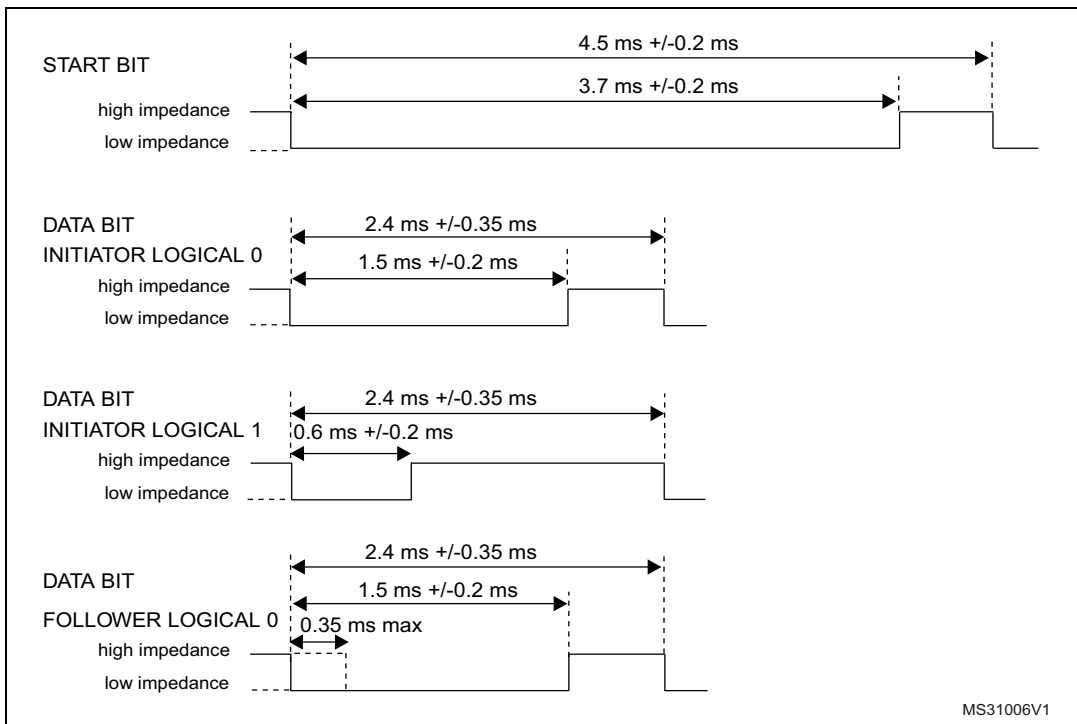 START BIT
4.5 ms +/-0.2 ms
3.7 ms +/-0.2 ms
high impedance
low impedance
DATA BIT
INITIATOR LOGICAL 0
2.4 ms +/-0.35 ms
1.5 ms +/-0.2 ms
high impedance
low impedance
DATA BIT
INITIATOR LOGICAL 1
2.4 ms +/-0.35 ms
0.6 ms +/-0.2 ms
high impedance
low impedance
DATA BIT
FOLLOWER LOGICAL 0
2.4 ms +/-0.35 ms
1.5 ms +/-0.2 ms
0.35 ms max
high impedance
low impedance
MS31006V1